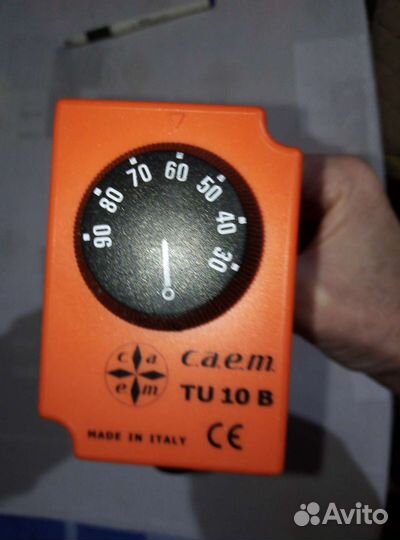 90 80 70 60 50 40 30
c a
e m
c.a.e.m.
TU 10 B
MADE IN ITALY CE
Avito